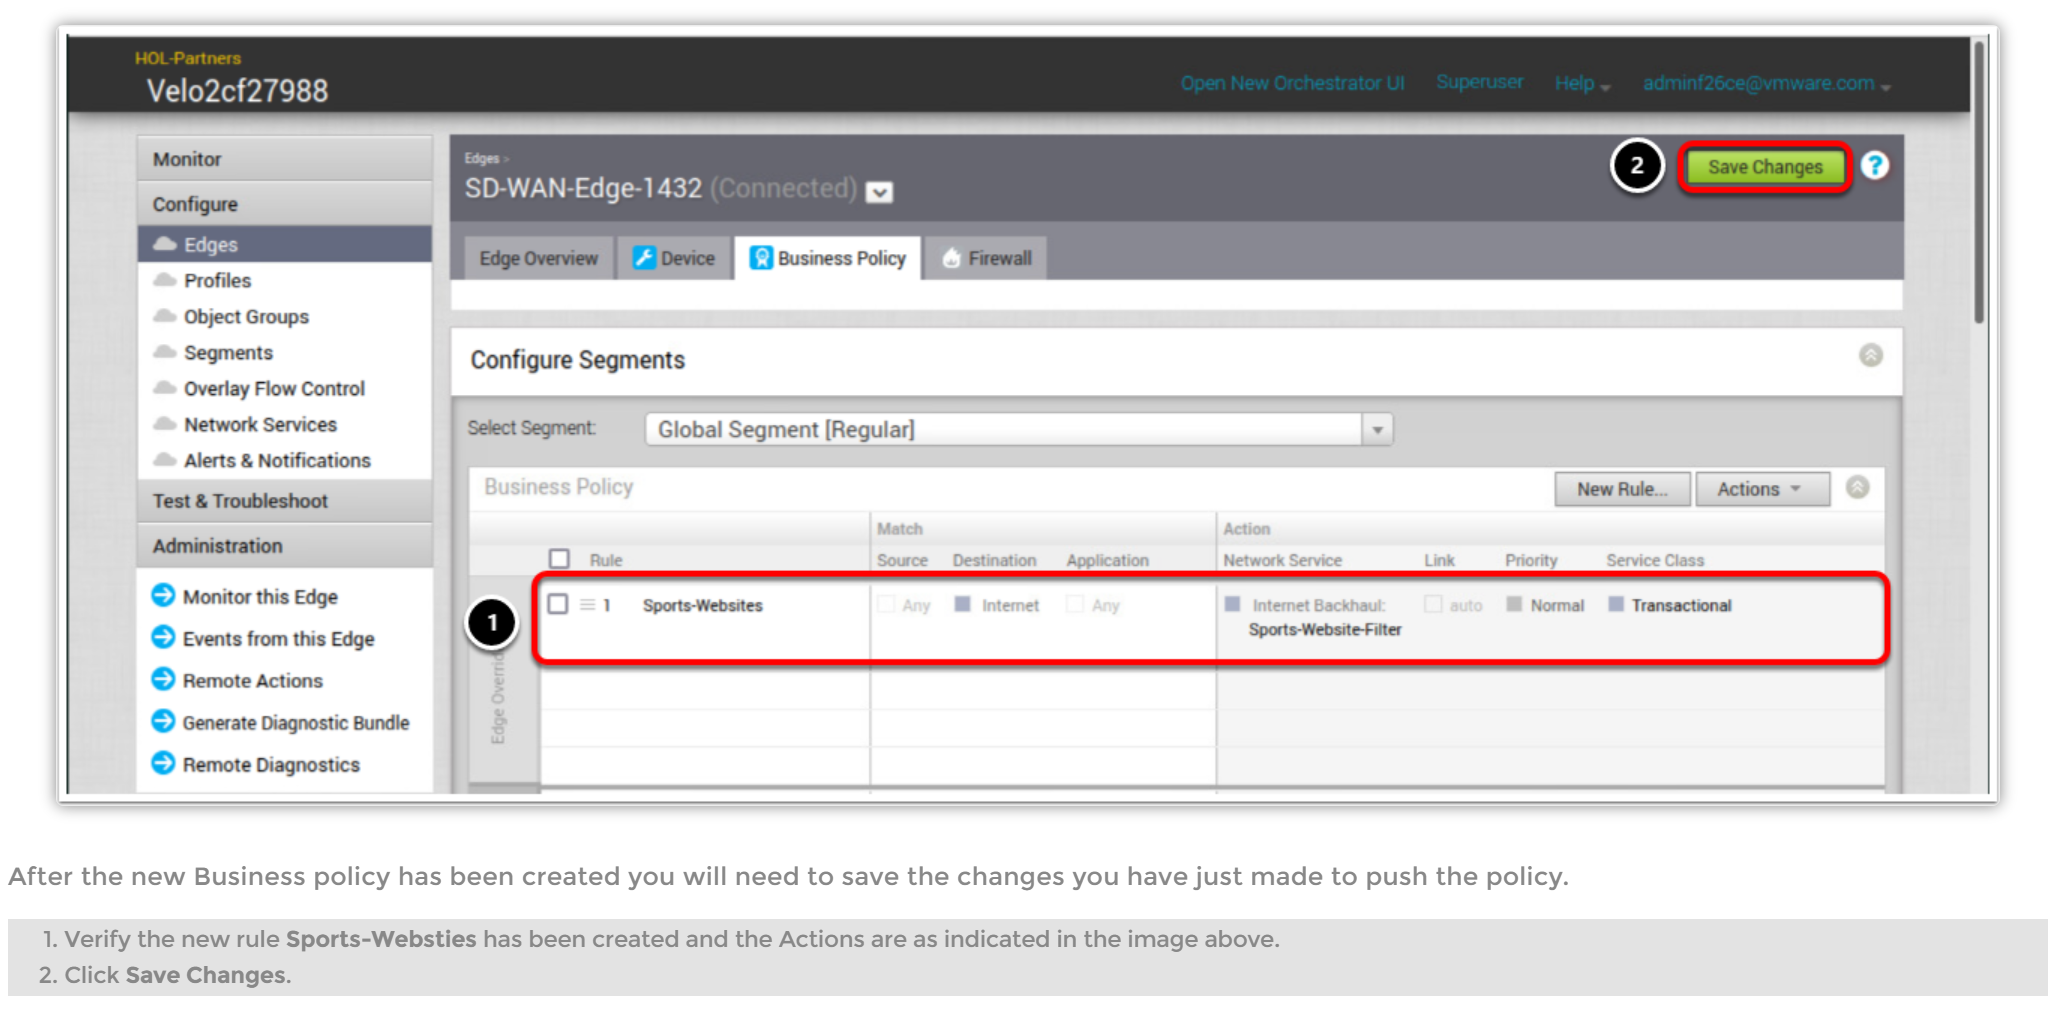 HOL-Partners
Velo2cf27988
Open New Orchestrator UI Superuser Help adminf26ce@vmware.com
Monitor
Configure
Edges
Profiles
Object Groups
Segments
Overlay Flow Control
Network Services
Alerts & Notifications
Test & Troubleshoot
Administration
Monitor this Edge
Events from this Edge
Remote Actions
Generate Diagnostic Bundle
Remote Diagnostics
Edges >
SD-WAN-Edge-1432 (Connected)
2 Save Changes ?
Edge Overview Device Business Policy Firewall
Configure Segments
Select Segment: Global Segment [Regular]
Business Policy New Rule... Actions
Match Action
Rule Source Destination Application Network Service Link Priority Service Class
1 1 Sports-Websites Any Internet Any Internet Backhaul: auto Normal Transactional
Sports-Website-Filter
Edge Overrid
After the new Business policy has been created you will need to save the changes you have just made to push the policy.
1. Verify the new rule Sports-Websties has been created and the Actions are as indicated in the image above.
2. Click Save Changes.